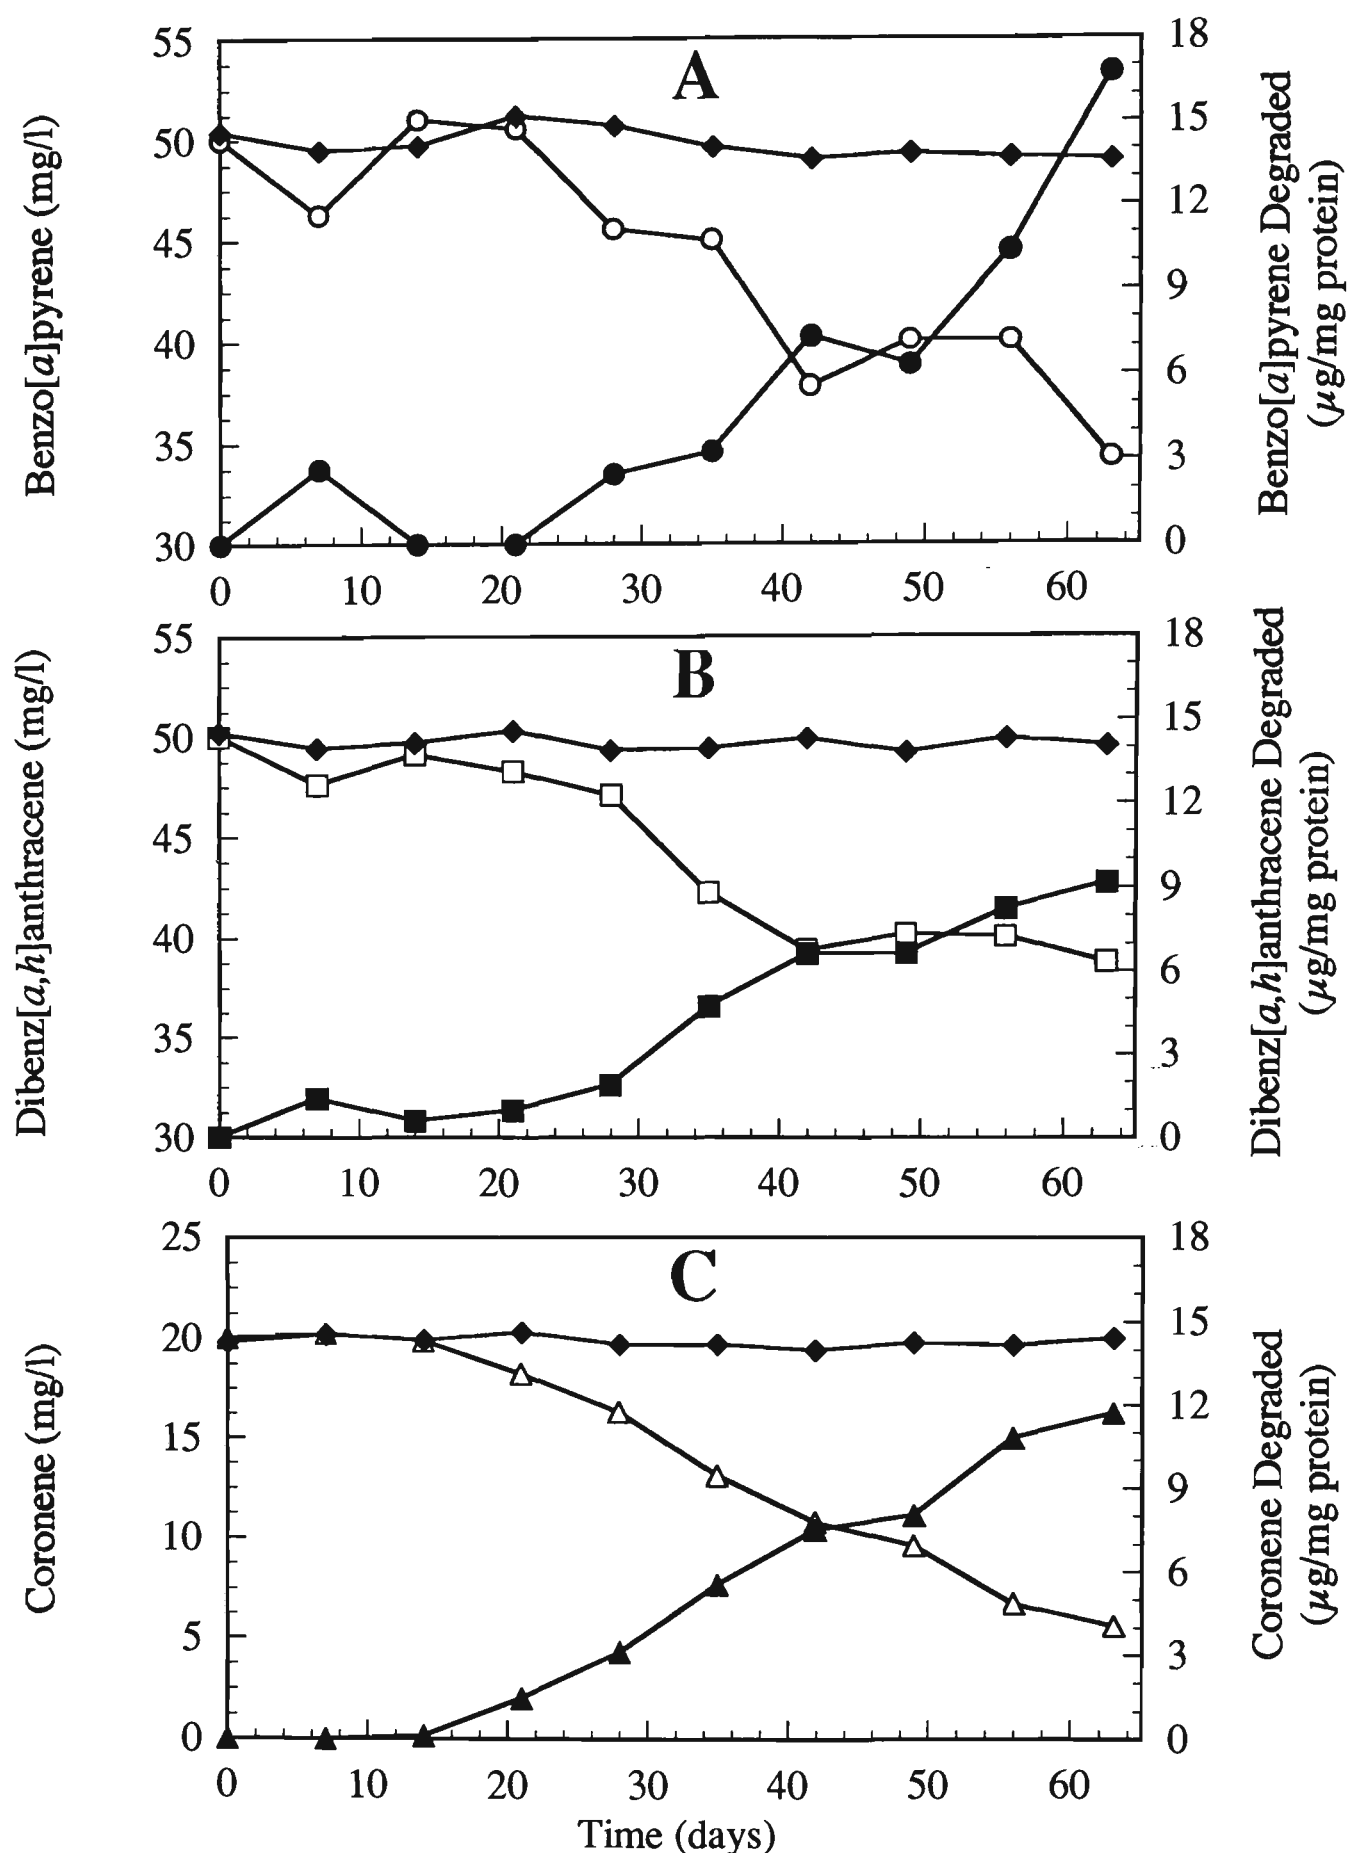 A
Benzo[a]pyrene (mg/l)
55
50
45
40
35
30
0 10 20 30 40 50 60
18
15
12
9
6
3
0
Benzo[a]pyrene Degraded
(µg/mg protein)
B
Dibenz[a,h]anthracene (mg/l)
55
50
45
40
35
30
0 10 20 30 40 50 60
18
15
12
9
6
3
0
Dibenz[a,h]anthracene Degraded
(µg/mg protein)
C
Coronene (mg/l)
25
20
15
10
5
0
0 10 20 30 40 50 60
18
15
12
9
6
3
0
Coronene Degraded
(µg/mg protein)
Time (days)